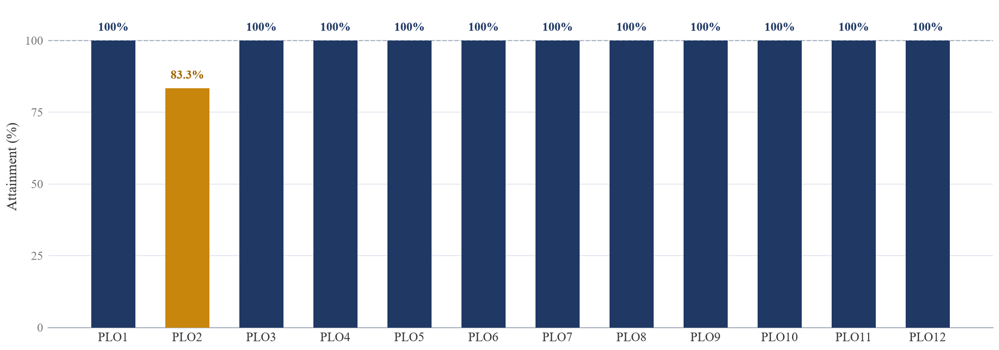 100% 100% 100% 100% 100% 100% 100% 100% 100% 100% 100%
100
83.3%
75
Attainment (%)
50
25
0
PLO1 PLO2 PLO3 PLO4 PLO5 PLO6 PLO7 PLO8 PLO9 PLO10 PLO11 PLO12